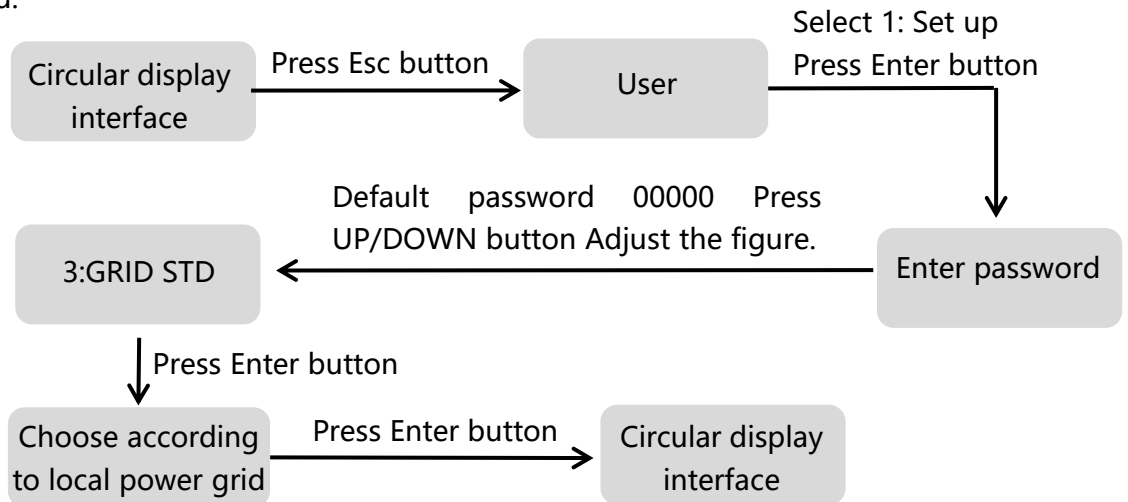 d.
Select 1: Set up
Press Enter button
Circular display
interface
Press Esc button
User
Default password 00000 Press
UP/DOWN button Adjust the figure.
3:GRID STD
Enter password
Press Enter button
Choose according
to local power grid
Press Enter button
Circular display
interface